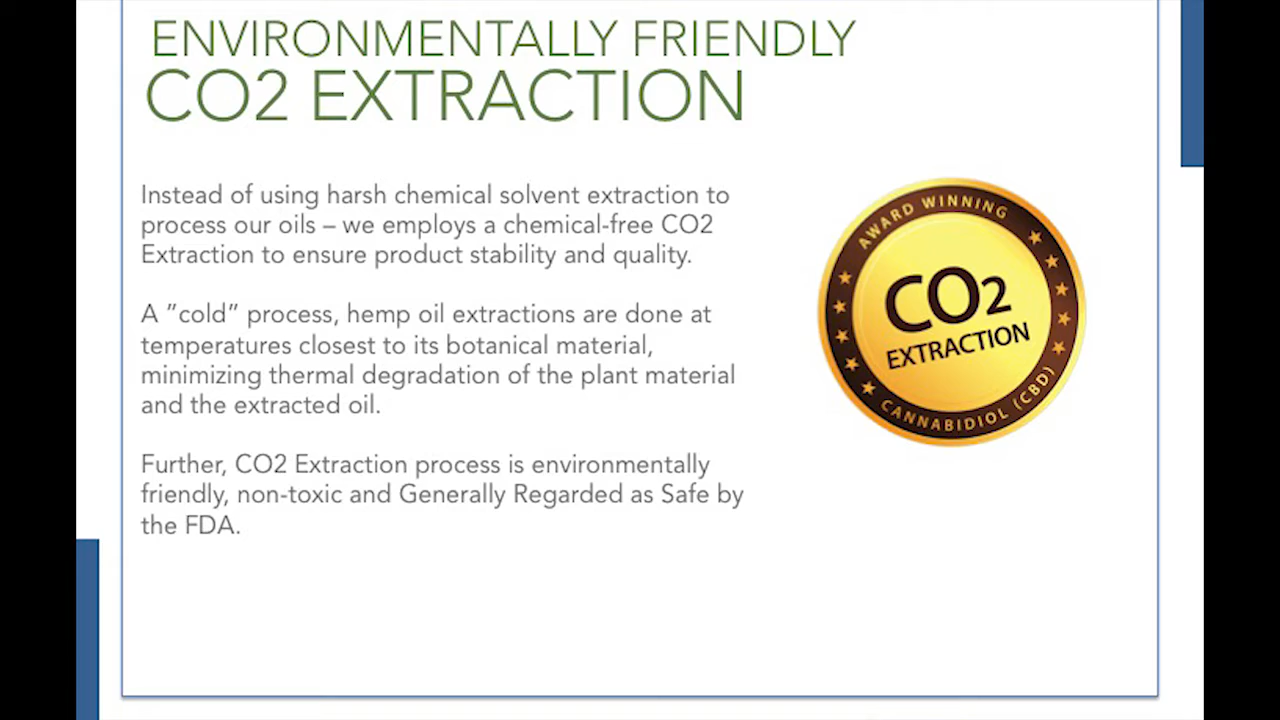 ENVIRONMENTALLY FRIENDLY
CO2 EXTRACTION
Instead of using harsh chemical solvent extraction to
process our oils – we employs a chemical-free CO2
Extraction to ensure product stability and quality.
A ”cold” process, hemp oil extractions are done at
temperatures closest to its botanical material,
minimizing thermal degradation of the plant material
and the extracted oil.
Further, CO2 Extraction process is environmentally
friendly, non-toxic and Generally Regarded as Safe by
the FDA.
AWARD WINNING
CO2
EXTRACTION
CANNABIDIOL (CBD)